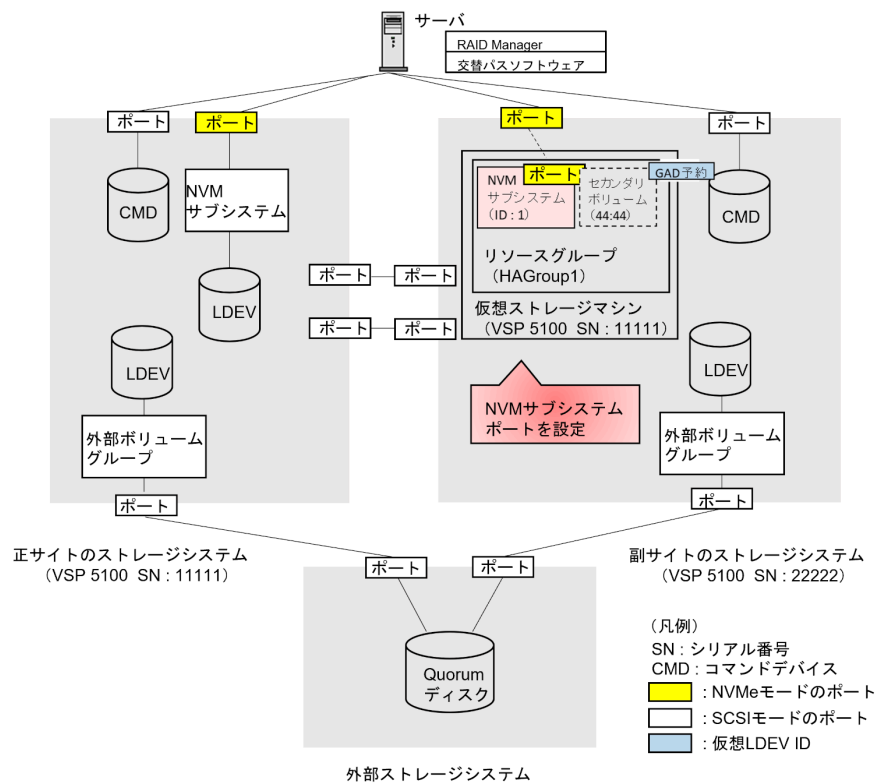 サーバ
RAID Manager
交替パスソフトウェア
ポート
ポート
ポート
ポート
CMD
NVM
サブシステム
LDEV
LDEV
外部ボリューム
グループ
ポート
ポート
ポート
ポート
ポート
ポート
NVM
サブシステム
(ID : 1)
セカンダリ
ボリューム
(44:44)
GAD予約
CMD
リソースグループ
(HAGroup1)
仮想ストレージマシン
(VSP 5100 SN : 11111)
LDEV
NVMサブシステム
ポートを設定
外部ボリューム
グループ
ポート
正サイトのストレージシステム
(VSP 5100 SN : 11111)
副サイトのストレージシステム
(VSP 5100 SN : 22222)
ポート
ポート
Quorum
ディスク
外部ストレージシステム
(凡例)
SN : シリアル番号
CMD : コマンドデバイス
: NVMeモードのポート
: SCSIモードのポート
: 仮想LDEV ID